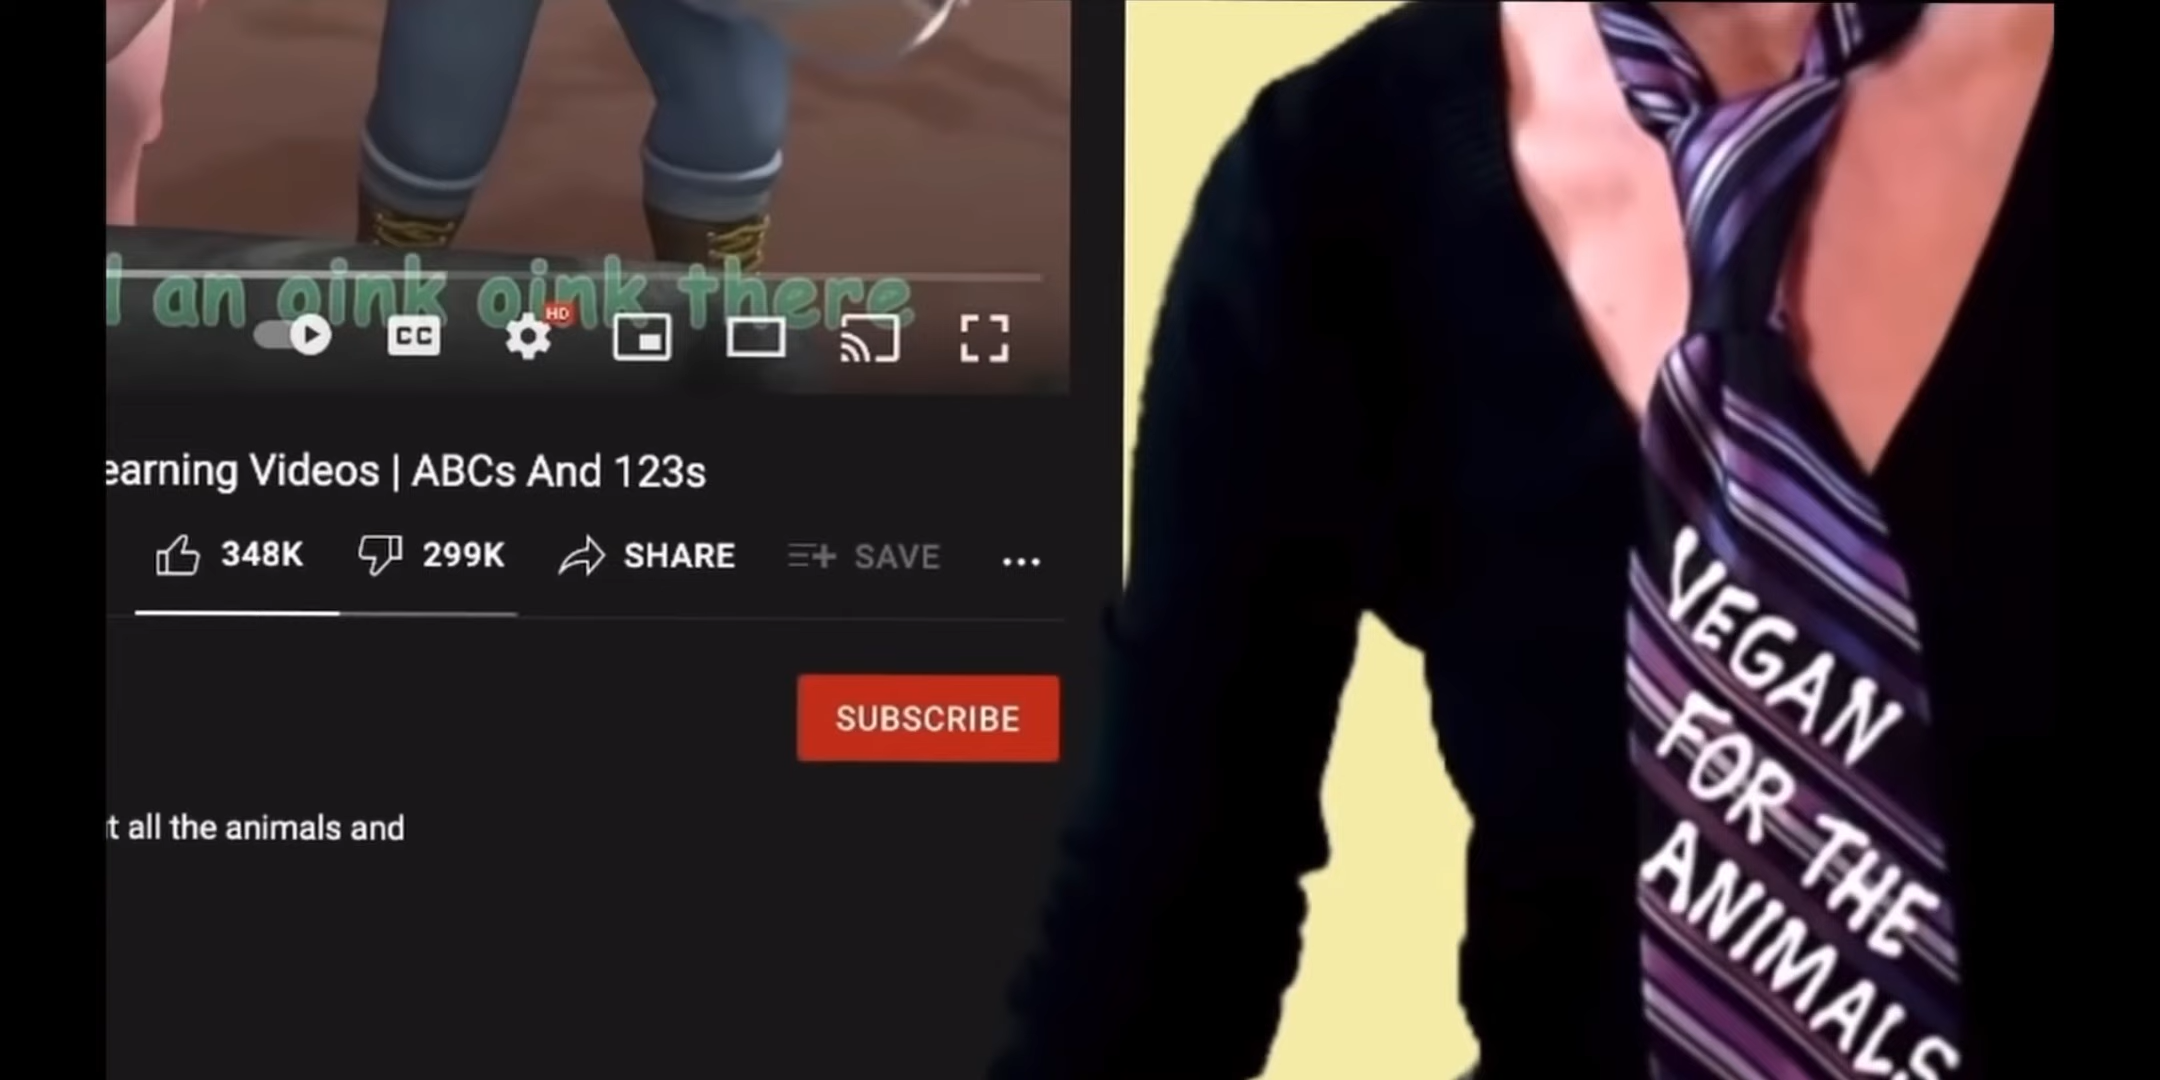 an oink oink there
CC
HD
earning Videos | ABCs And 123s
348K 299K SHARE SAVE ...
SUBSCRIBE
t all the animals and
VEGAN
FOR THE
ANIMALS